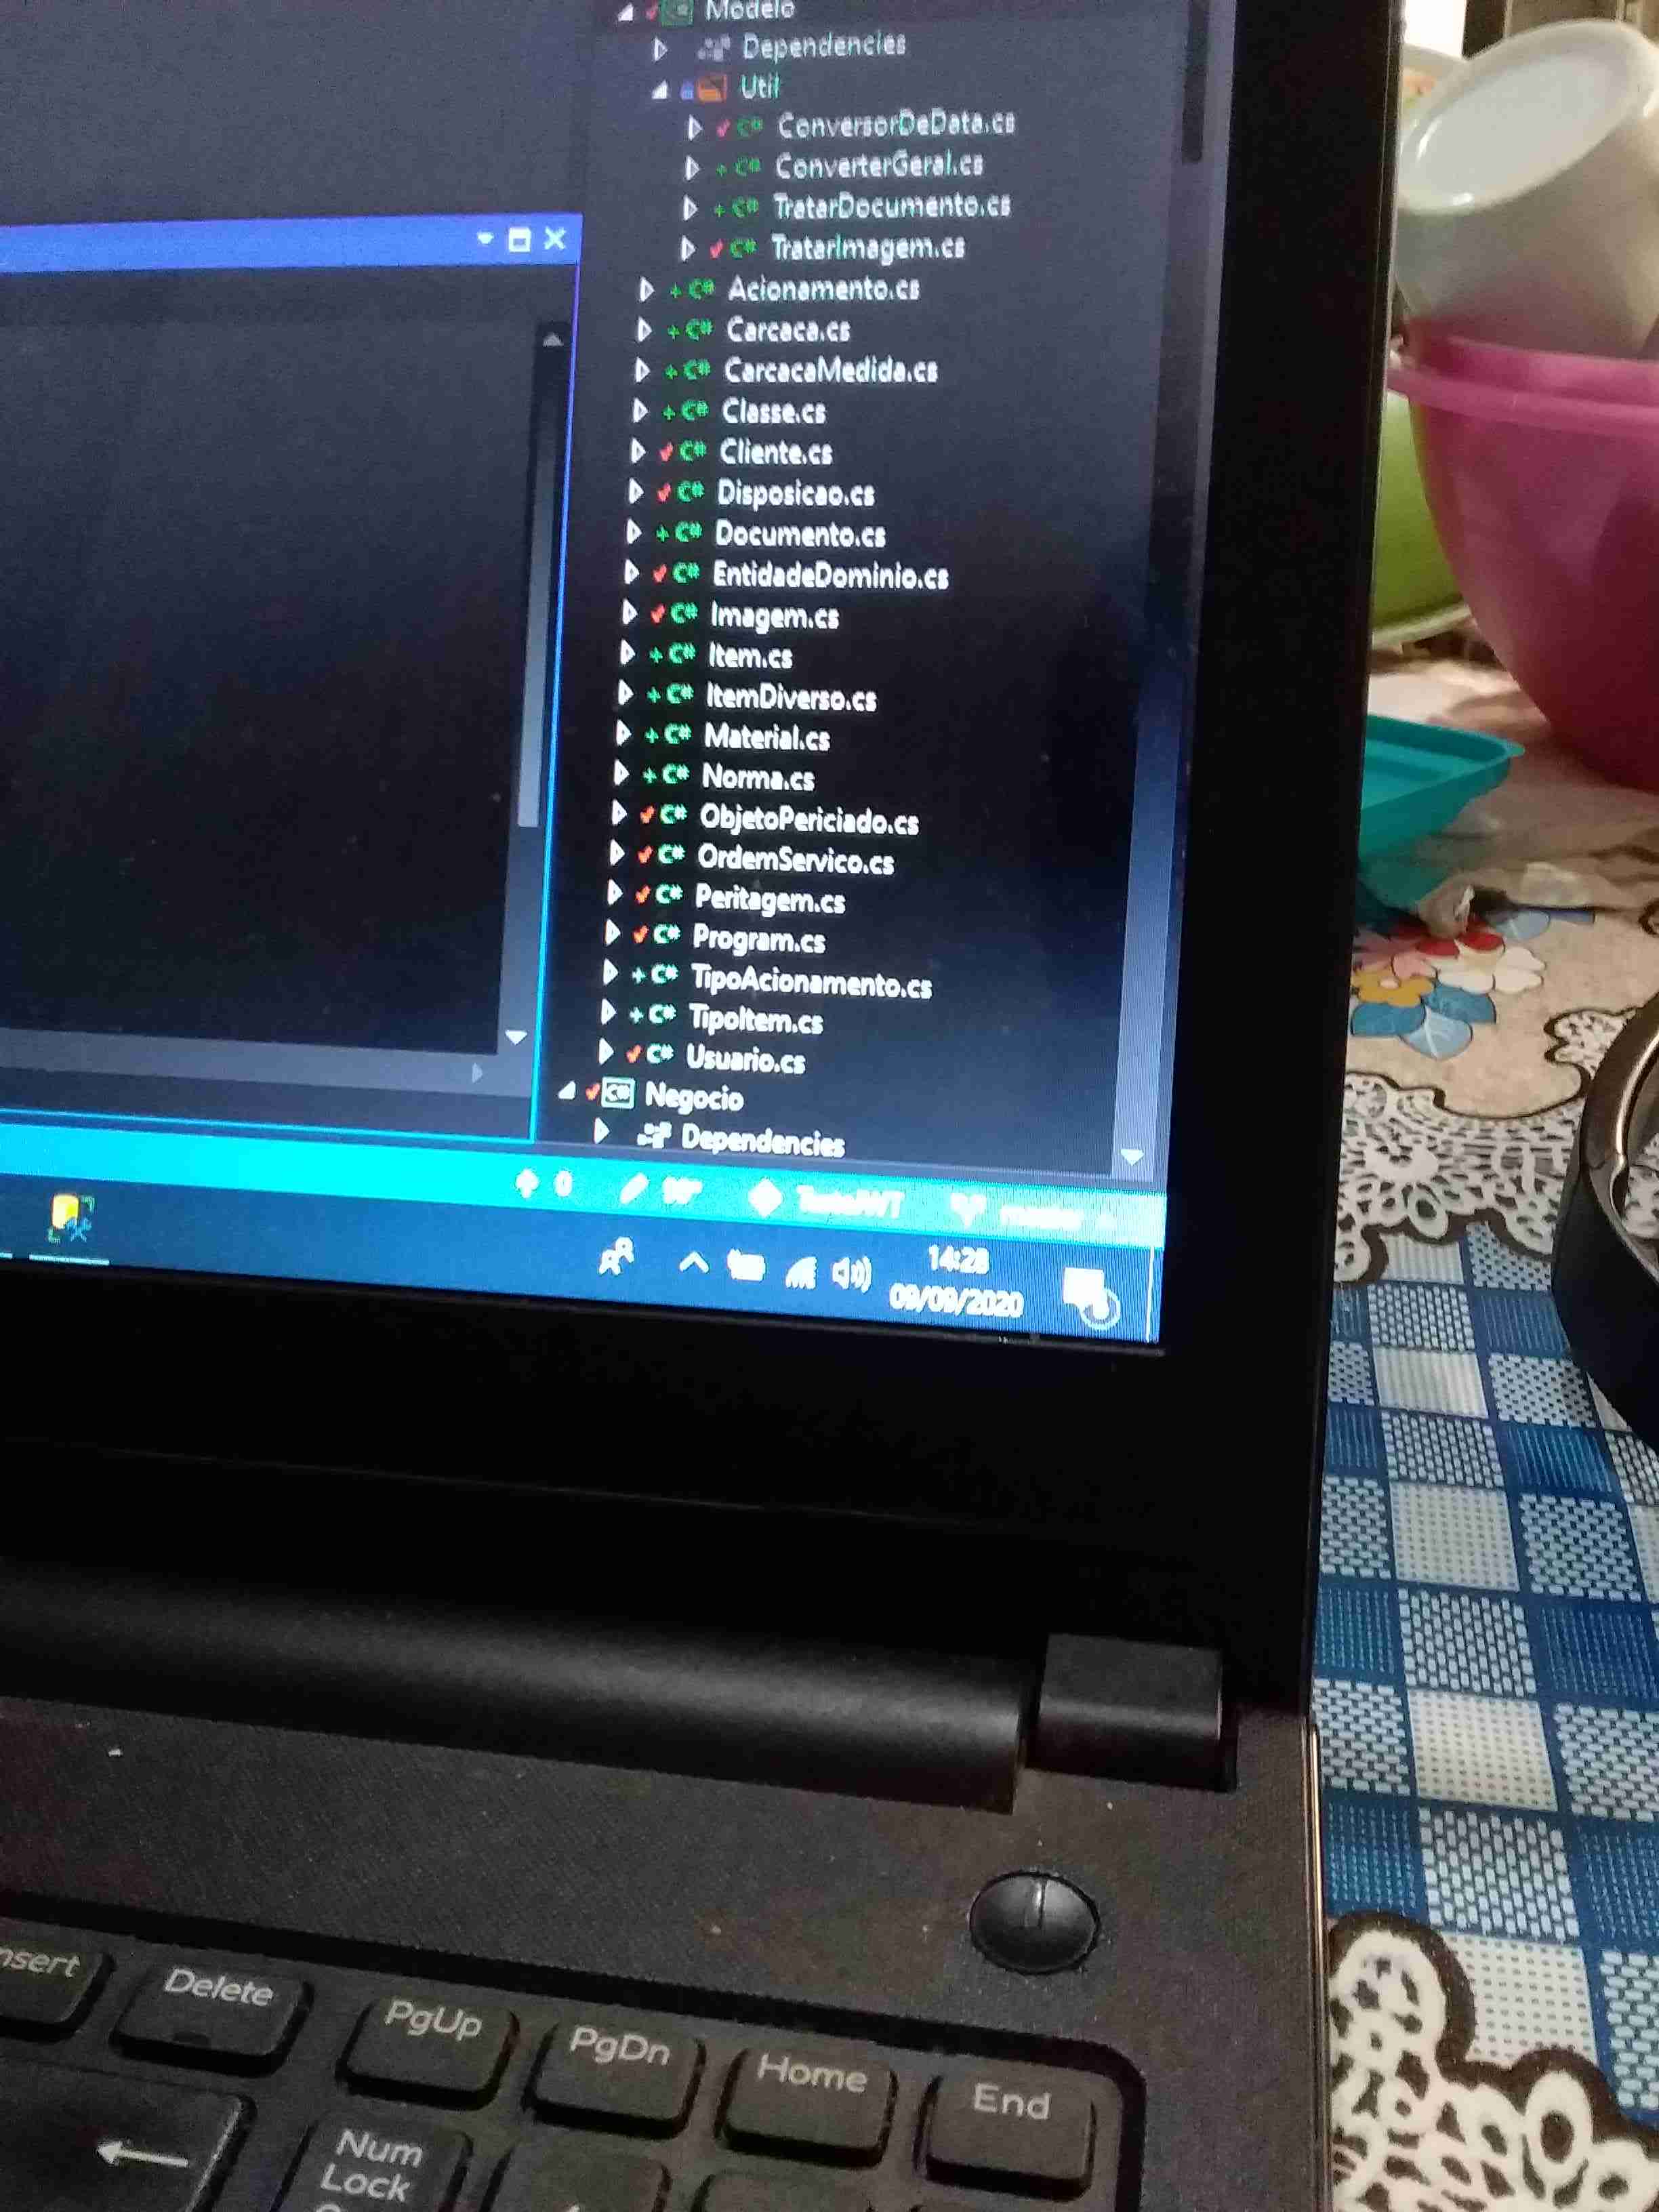 Modelo
Dependencies
Util
ConversorDeData.cs
ConverterGeral.cs
TratarDocumento.cs
TratarImagem.cs
Acionamento.cs
Carcaca.cs
CarcacaMedida.cs
Classe.cs
Cliente.cs
Disposicao.cs
Documento.cs
EntidadeDominio.cs
Imagem.cs
Item.cs
ItemDiverso.cs
Material.cs
Norma.cs
ObjetoPericiado.cs
OrdemServico.cs
Peritagem.cs
Program.cs
TipoAcionamento.cs
TipoItem.cs
Usuario.cs
Negocio
Dependencies
0
master
14:28
09/09/2020
Delete
PgUp
PgDn
Home
End
Num
Lock